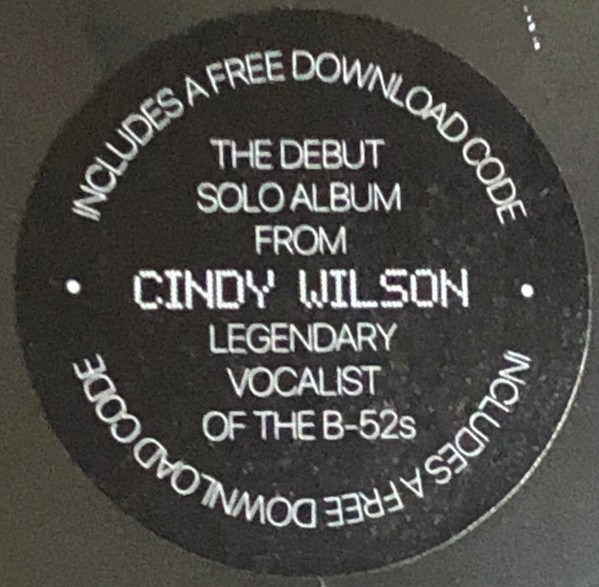 INCLUDES A FREE DOWNLOAD CODE
THE DEBUT
SOLO ALBUM
FROM
CINDY WILSON
LEGENDARY
VOCALIST
OF THE B-52s
INCLUDES A FREE DOWNLOAD CODE